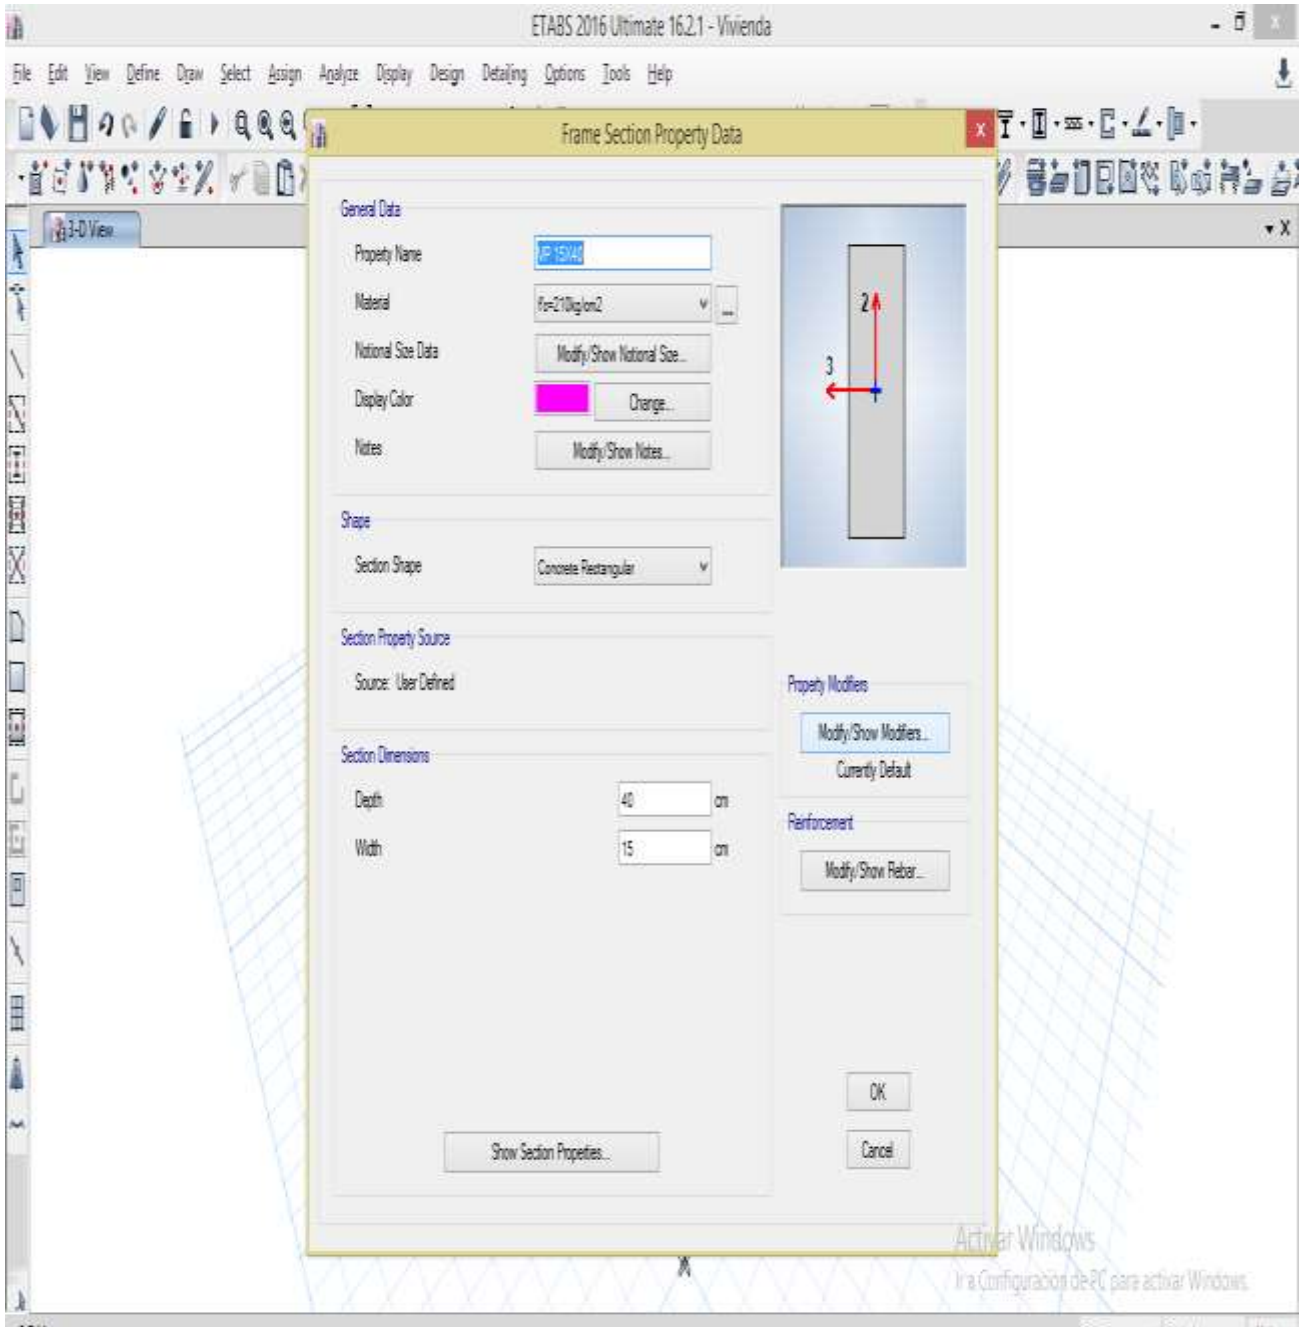 ETABS 2016 Ultimate 16.2.1 - Vivienda
File Edit View Define Draw Select Assign Analyze Display Design Detailing Options Tools Help
Frame Section Property Data
3-D View
General Data
Property Name
VP 15X40
Material
f'c=210kg/cm2
...
Notional Size Data
Modify/Show Notional Size...
Display Color
Change...
Notes
Modify/Show Notes...
2
3
Shape
Section Shape
Concrete Rectangular
Section Property Source
Source: User Defined
Property Modifiers
Modify/Show Modifiers...
Currently Default
Section Dimensions
Depth
40
cm
Width
15
cm
Reinforcement
Modify/Show Rebar...
OK
Cancel
Show Section Properties...
Activar Windows
Ir a Configuración de PC para activar Windows.